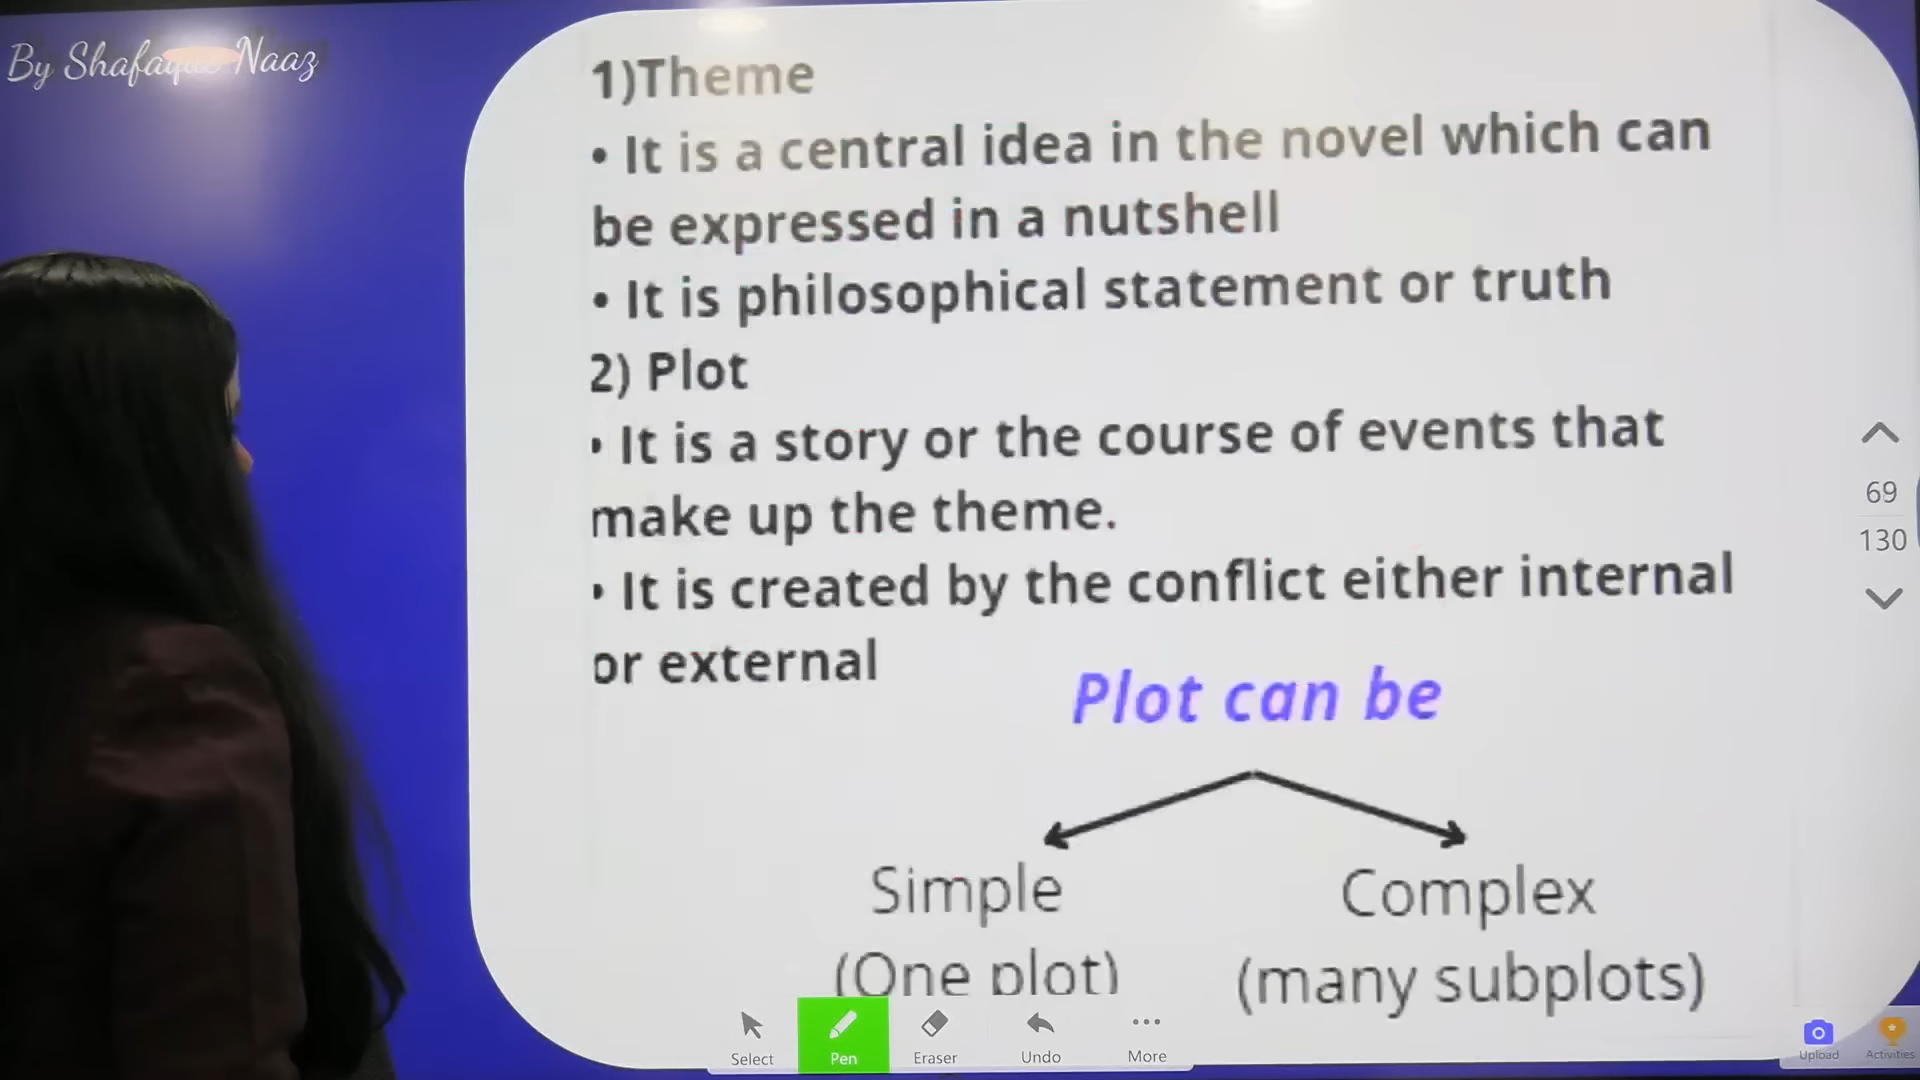 By Shafaque Naaz
1)Theme
• It is a central idea in the novel which can
be expressed in a nutshell
• It is philosophical statement or truth
2) Plot
• It is a story or the course of events that
make up the theme.
• It is created by the conflict either internal
or external
Plot can be
Simple
Complex
(One plot)
(many subplots)
69
130
Select
Pen
Eraser
Undo
More
Upload
Activities